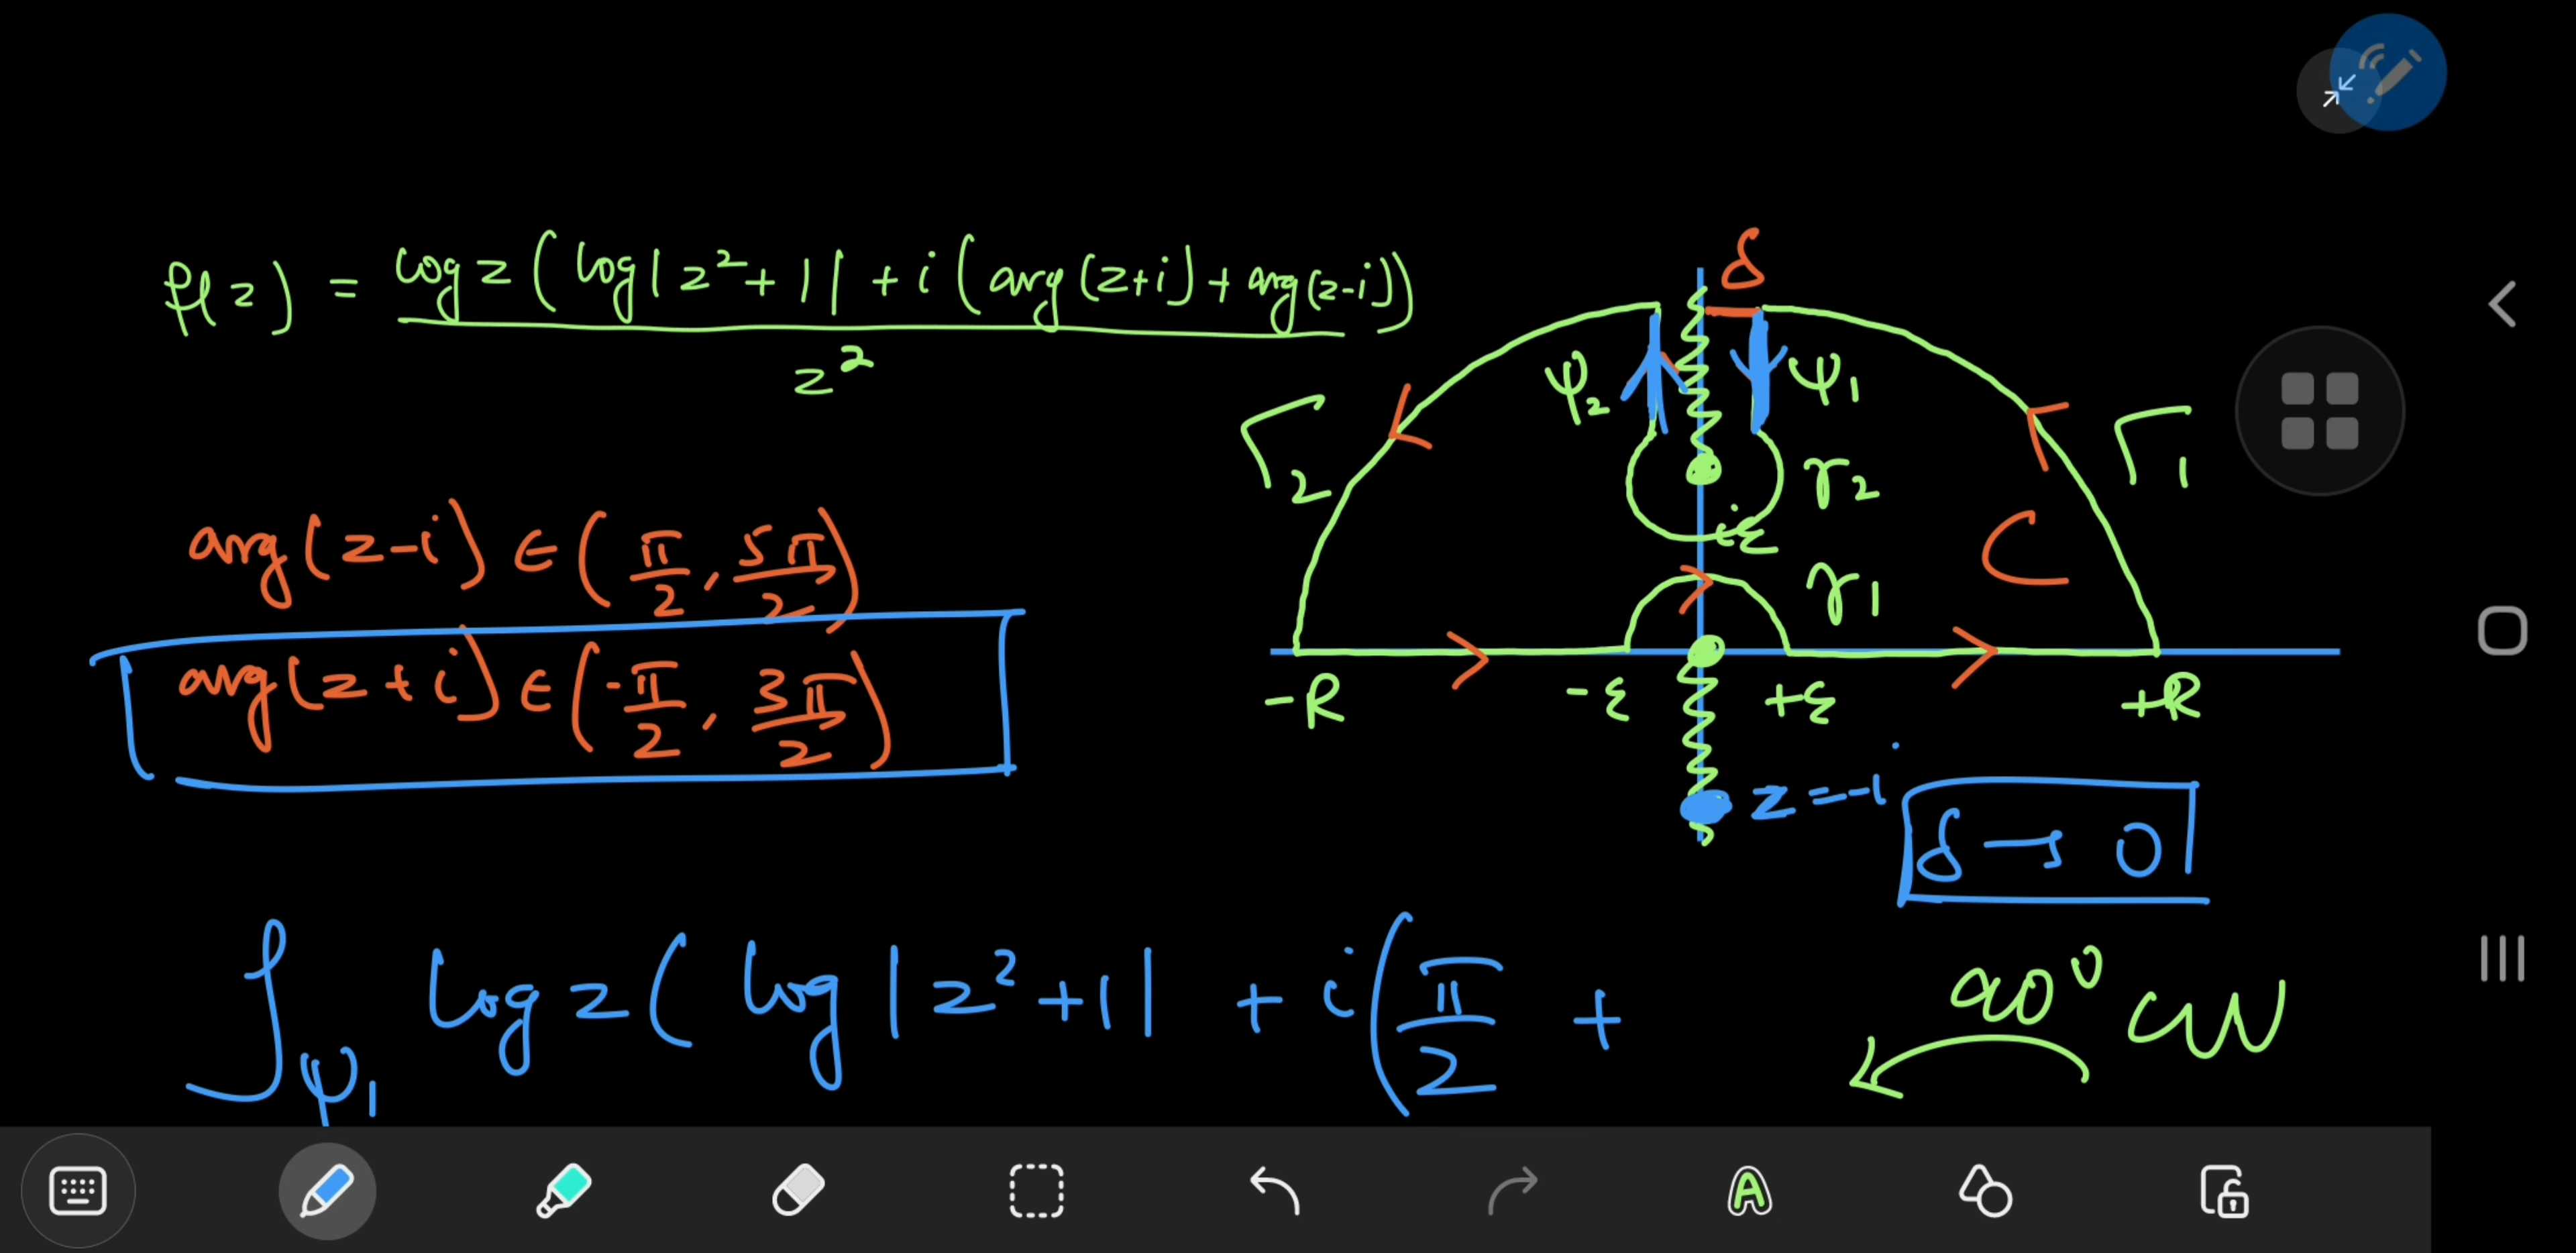 f(z) = log z (log|z²+1| + i(arg(z+i) + arg(z-i))) / z²
arg(z-i) ∈ (π/2, 5π/2)
arg(z+i) ∈ (-π/2, 3π/2)
δ
ψ₂ ψ₁
Γ₂ Γ₁
γ₂
C
iε
γ₁
-R -ε +ε +R
z=-i
δ → 0
∫ψ₁ log z (log|z²+1| + i(π/2 +
90° CW
A